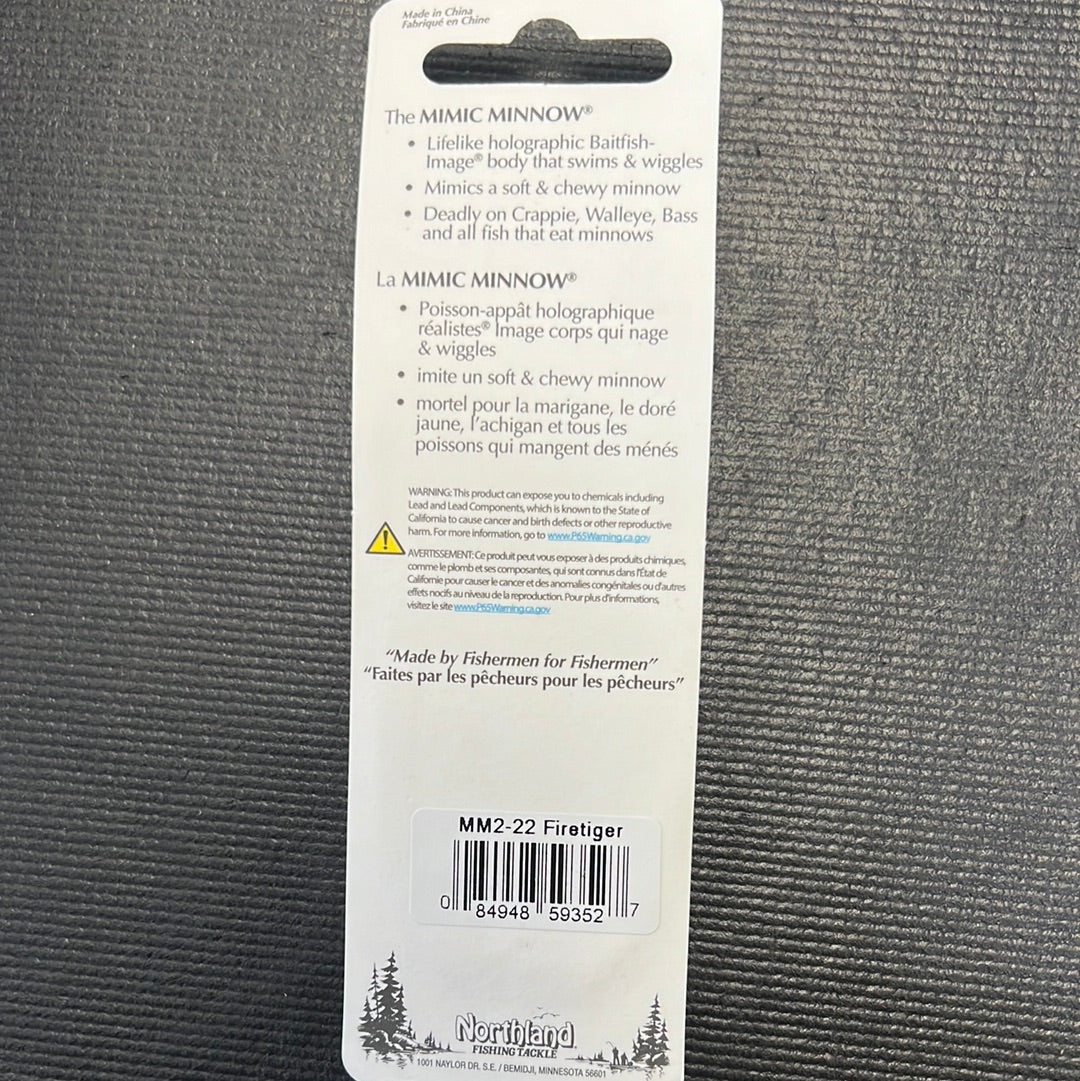 Made in China
Fabriqué en Chine
The MIMIC MINNOW®
• Lifelike holographic Baitfish-
Image® body that swims & wiggles
• Mimics a soft & chewy minnow
• Deadly on Crappie, Walleye, Bass
and all fish that eat minnows
La MIMIC MINNOW®
• Poisson-appât holographique
réalistes® Image corps qui nage
& wiggles
• imite un soft & chewy minnow
• mortel pour la marigane, le doré
jaune, l'achigan et tous les
poissons qui mangent des ménés
WARNING: This product can expose you to chemicals including
Lead and Lead Components, which is known to the State of
California to cause cancer and birth defects or other reproductive
harm. For more information, go to www.P65Warning.ca.gov
AVERTISSEMENT: Ce produit peut vous exposer à des produits chimiques,
comme le plomb et ses composantes, qui sont connus dans l'État de
Californie pour causer le cancer et des anomalies congénitales ou d'autres
effets nocifs au niveau de la reproduction. Pour plus d'informations,
visitez le site www.P65Warning.ca.gov
"Made by Fishermen for Fishermen"
"Faites par les pêcheurs pour les pêcheurs"
MM2-22 Firetiger
0 84948 59352 7
Northland
FISHING TACKLE
1001 NAYLOR DR. S.E. / BEMIDJI, MINNESOTA 56601